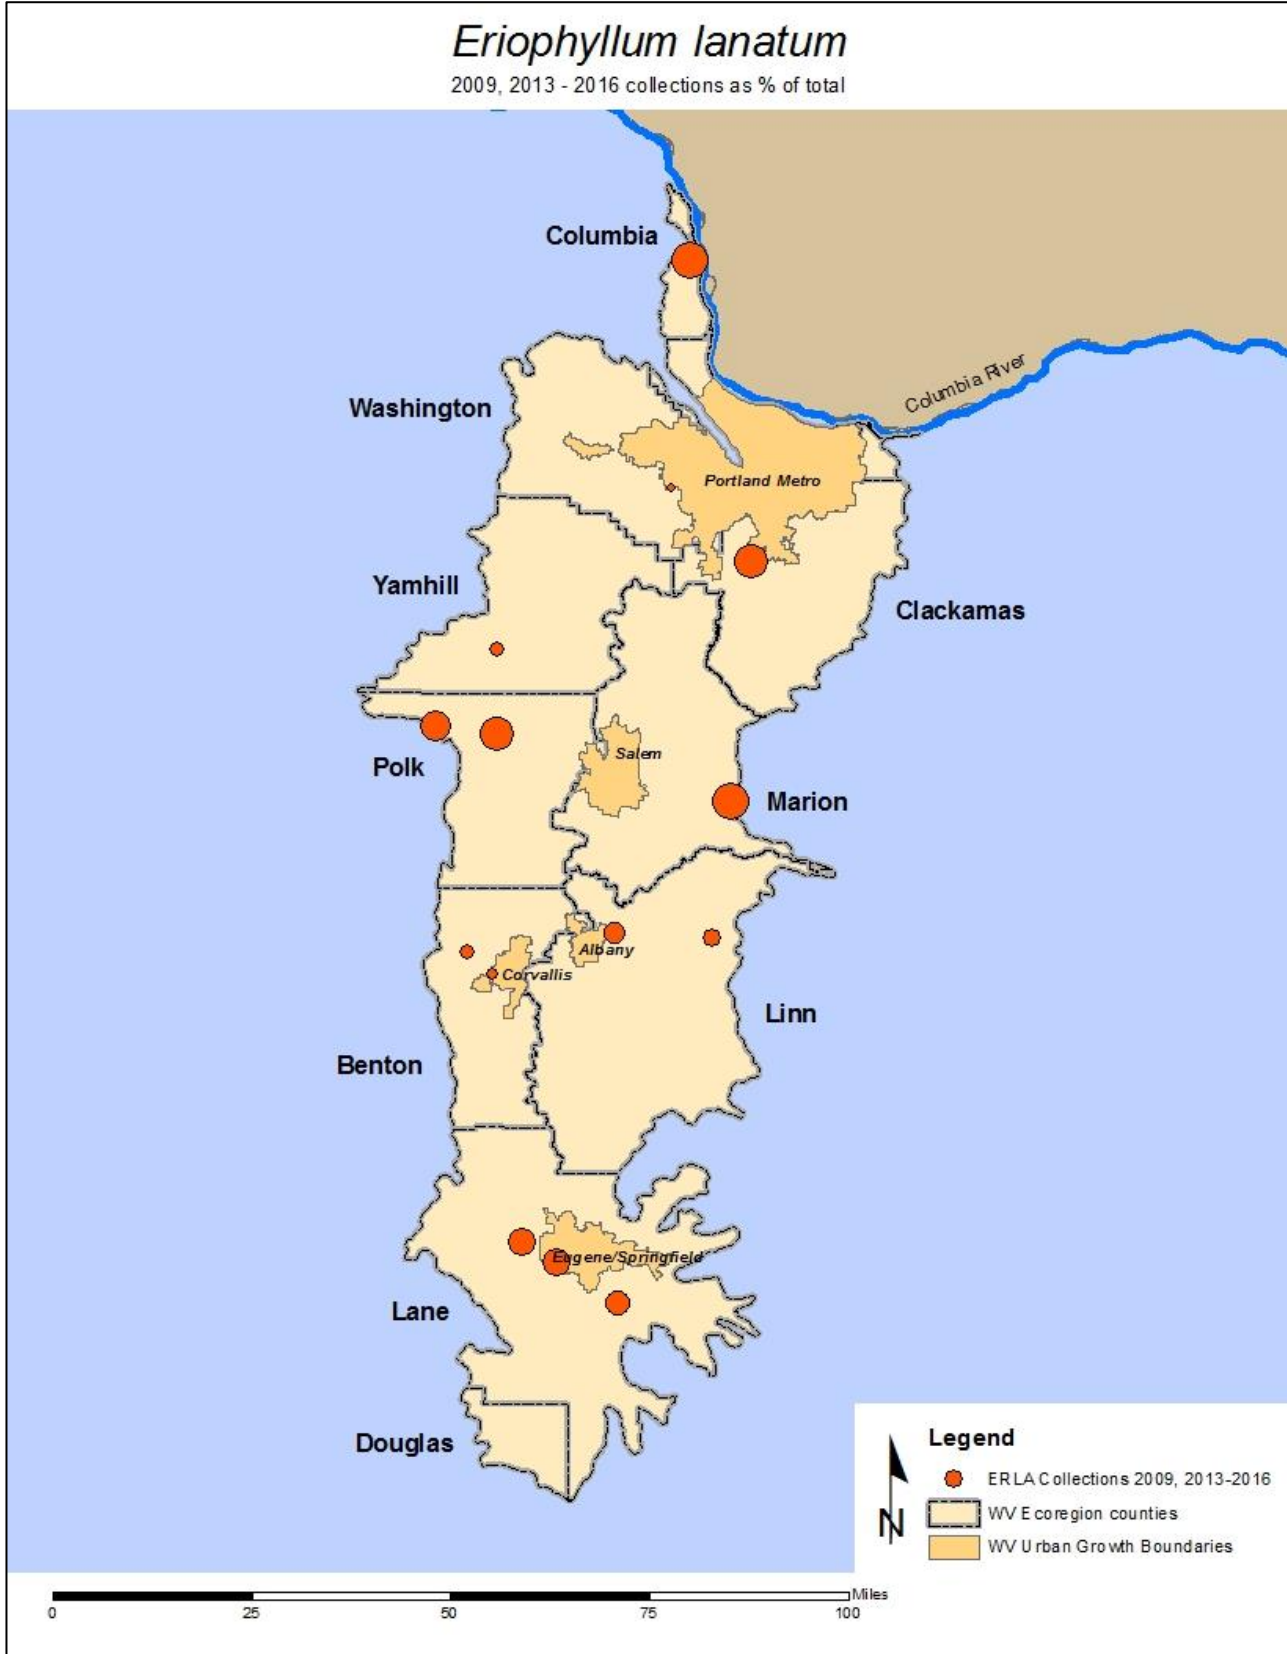 Eriophyllum lanatum
2009, 2013 - 2016 collections as % of total
Columbia
Columbia River
Washington
Portland Metro
Yamhill
Clackamas
Salem
Polk
Marion
Albany
Corvallis
Linn
Benton
Eugene/Springfield
Lane
Douglas
Legend
ERLA Collections 2009, 2013-2016
WV Ecoregion counties
WV Urban Growth Boundaries
N
Miles
0 25 50 75 100